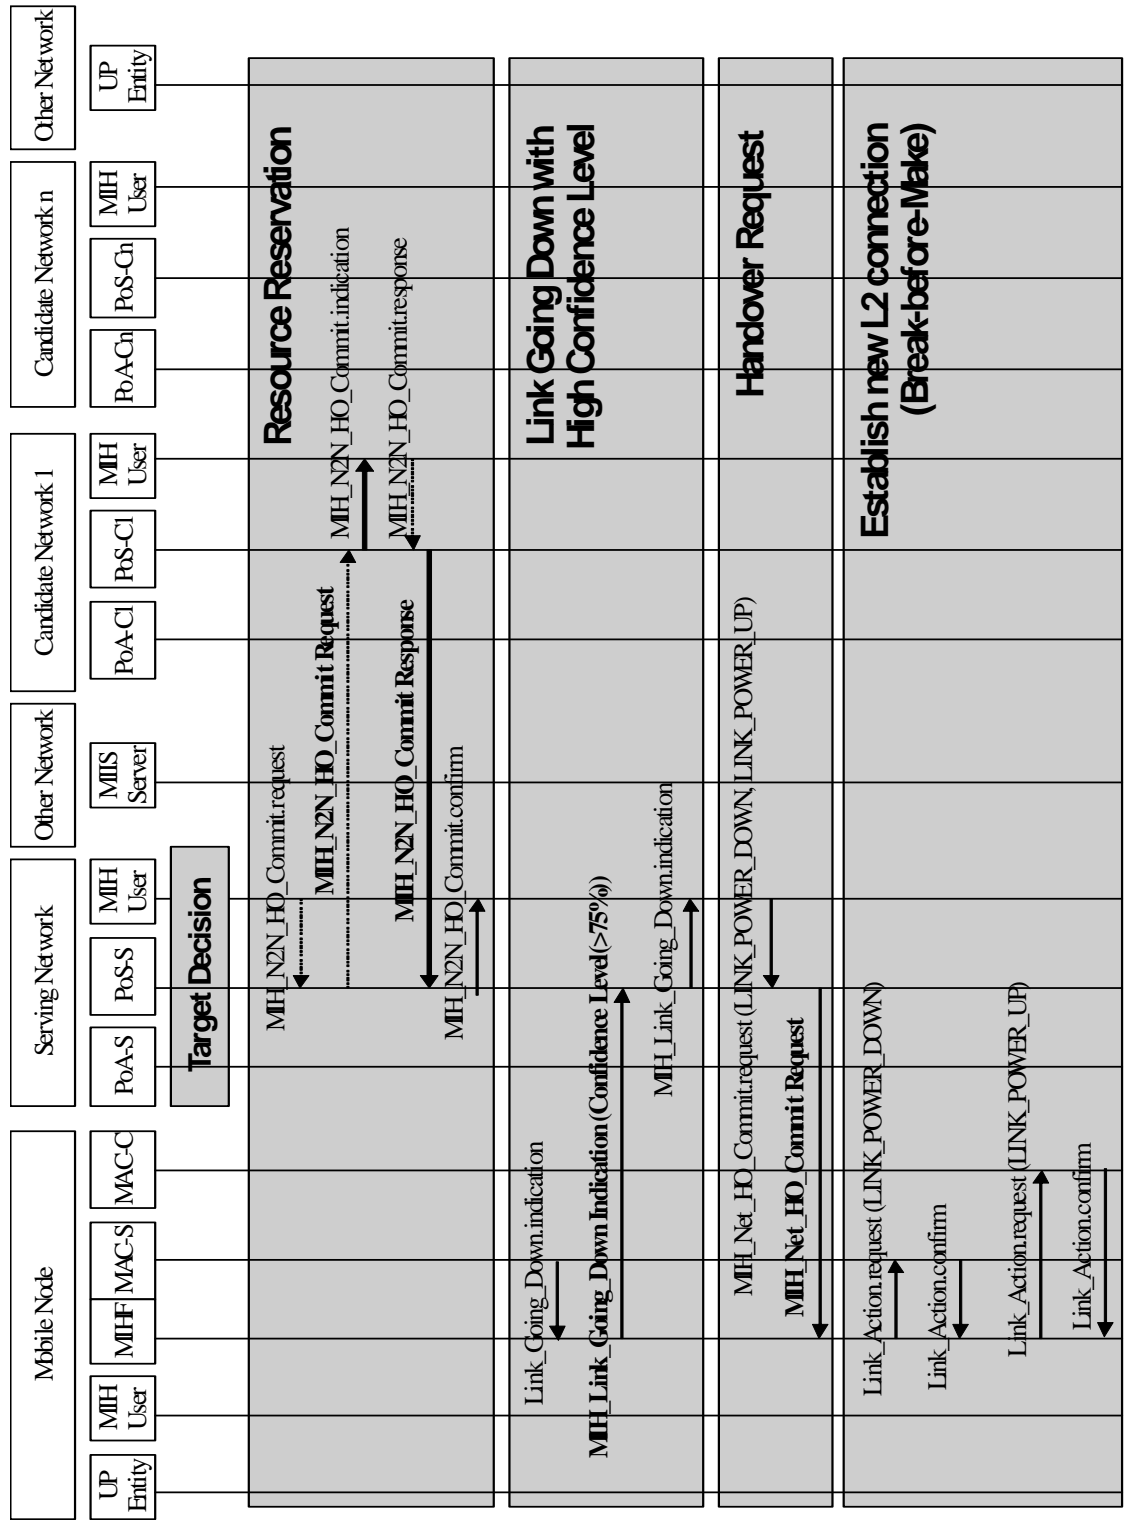 Mobile Node
Serving Network
Other Network
Candidate Network 1
Candidate Network n
Other Network
UP
Entity
MIH
User
MIHF
MAC-S
MAC-C
PoA-S
PoS-S
MIH
User
MIIS
Server
PoA-C1
PoS-C1
MIH
User
PoA-Cn
PoS-Cn
MIH
User
UP
Entity
Target Decision
Resource Reservation
MIH_N2N_HO_Commit.request
MIH_N2N_HO_Commit Request
MIH_N2N_HO_Commit.indication
MIH_N2N_HO_Commit.response
MIH_N2N_HO_Commit Response
MIH_N2N_HO_Commit.confirm
Link Going Down with
High Confidence Level
Link_Going_Down.indication
MIH_Link_Going_Down Indication (Confidence Level(>75%))
MIH_Link_Going_Down.indication
Handover Request
MIH_Net_HO_Commit.request (LINK_POWER_DOWN, LINK_POWER_UP)
MIH_Net_HO_Commit Request
Establish new L2 connection
(Break-before-Make)
Link_Action.request (LINK_POWER_DOWN)
Link_Action.confirm
Link_Action.request (LINK_POWER_UP)
Link_Action.confirm